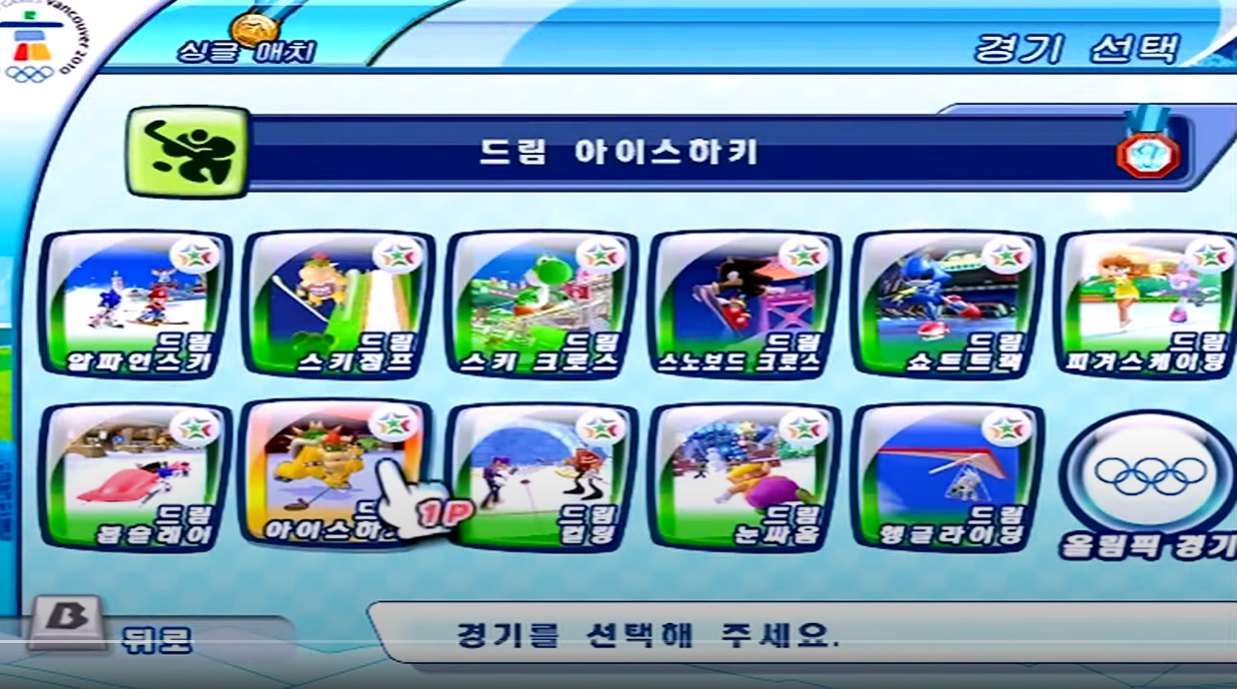 vancouver 2010
싱글 매치
경기 선택
드림 아이스하키
드림
알파인스키
드림
스키점프
드림
스키 크로스
드림
스노보드 크로스
드림
쇼트트랙
드림
피겨스케이팅
드림
봅슬레이
드
아이스하
1P
드림
컬링
드림
눈싸움
드림
행글라이딩
올림픽 경기
B
뒤로
경기를 선택해 주세요.